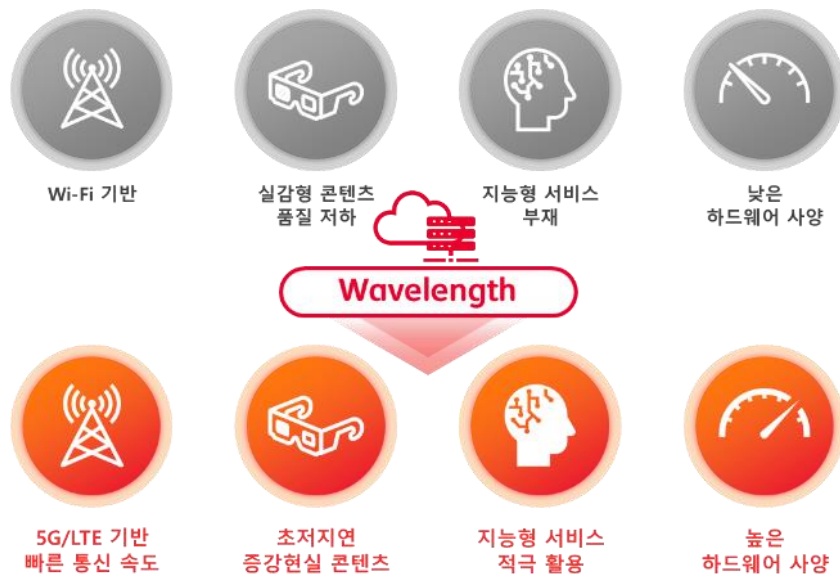 Wi-Fi 기반
실감형 콘텐츠
품질 저하
지능형 서비스
부재
낮은
하드웨어 사양
Wavelength
5G/LTE 기반
빠른 통신 속도
초저지연
증강현실 콘텐츠
지능형 서비스
적극 활용
높은
하드웨어 사양